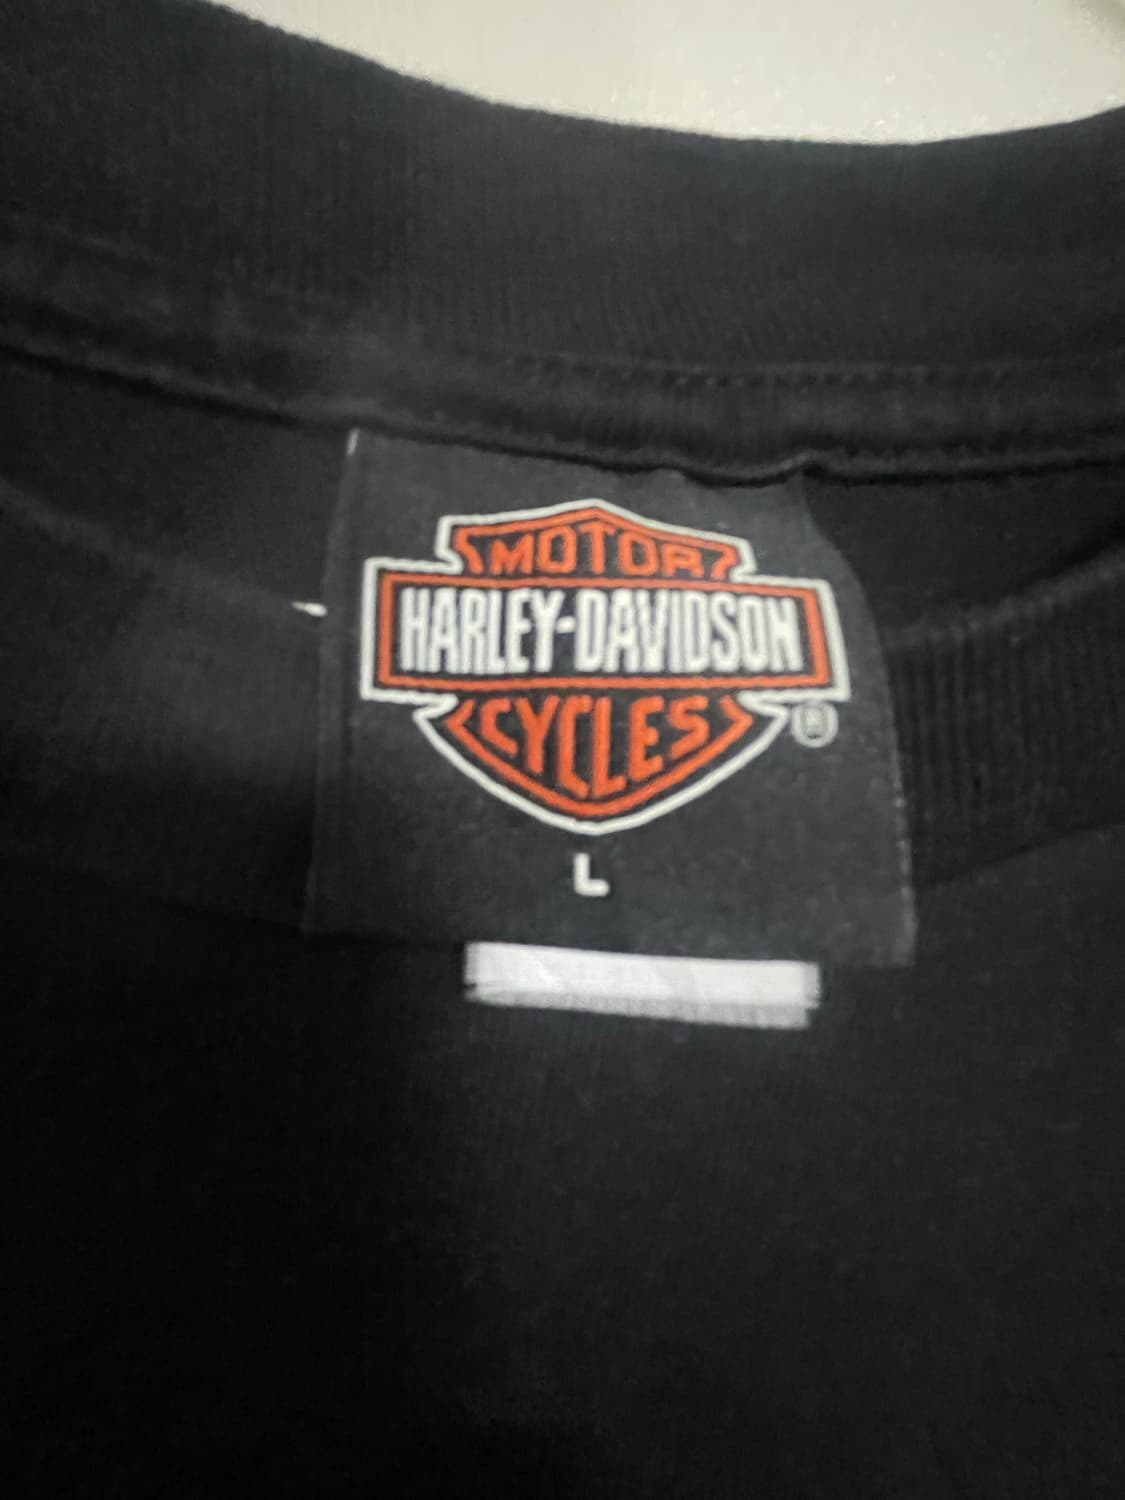 MOTOR
HARLEY-DAVIDSON
CYCLES
®
L